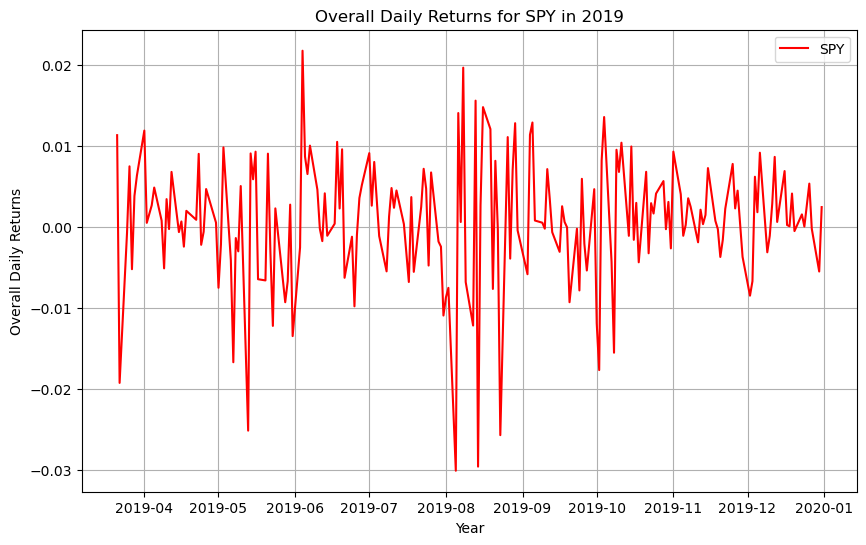 Overall Daily Returns for SPY in 2019
SPY
Overall Daily Returns
0.02
0.01
0.00
−0.01
−0.02
−0.03
2019-04 2019-05 2019-06 2019-07 2019-08 2019-09 2019-10 2019-11 2019-12 2020-01
Year